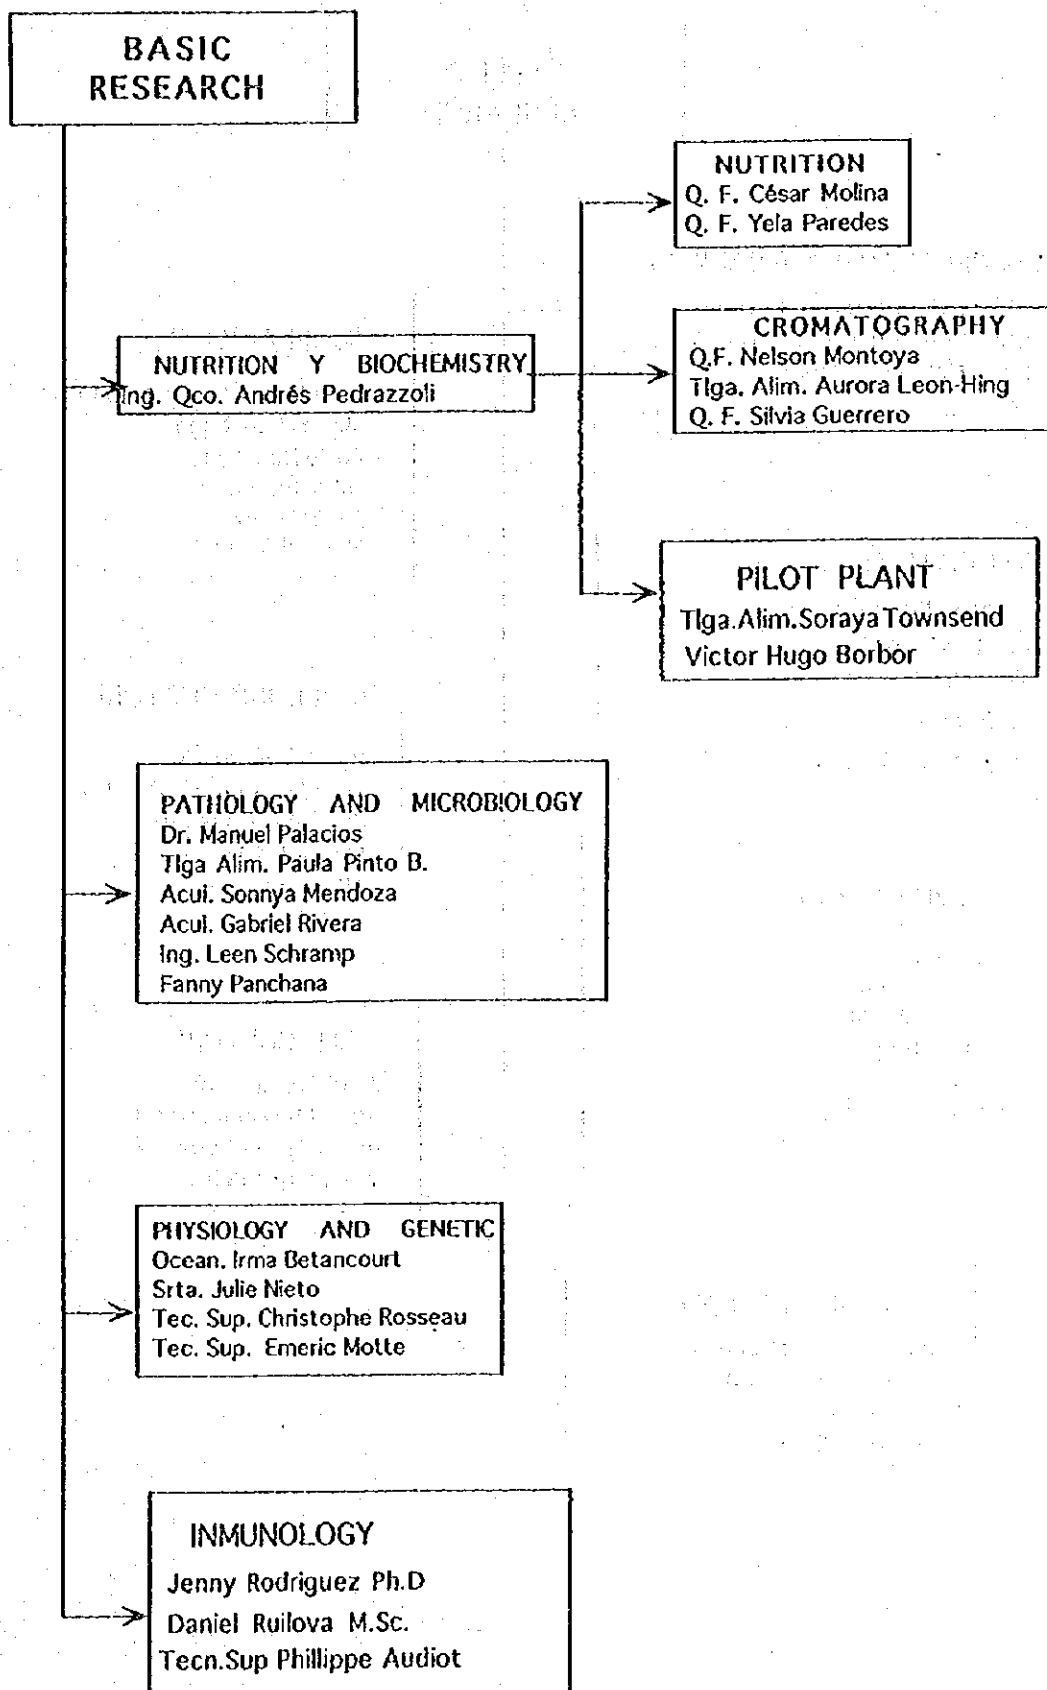 BASIC
RESEARCH
NUTRITION
Q. F. César Molina
Q. F. Yela Paredes
CROMATOGRAPHY
Q.F. Nelson Montoya
Tlga. Alim. Aurora Leon-Hing
Q. F. Silvia Guerrero
NUTRITION Y BIOCHEMISTRY
Ing. Qco. Andrés Pedrazzoli
PILOT PLANT
Tlga.Alim.Soraya Townsend
Victor Hugo Borbor
PATHOLOGY AND MICROBIOLOGY
Dr. Manuel Palacios
Tlga Alim. Paula Pinto B.
Acui. Sonnya Mendoza
Acui. Gabriel Rivera
Ing. Leen Schramp
Fanny Panchana
PHYSIOLOGY AND GENETIC
Ocean. Irma Betancourt
Srta. Julie Nieto
Tec. Sup. Christophe Rosseau
Tec. Sup. Emeric Motte
INMUNOLOGY
Jenny Rodriguez Ph.D
Daniel Ruilova M.Sc.
Tecn.Sup Phillippe Audiot